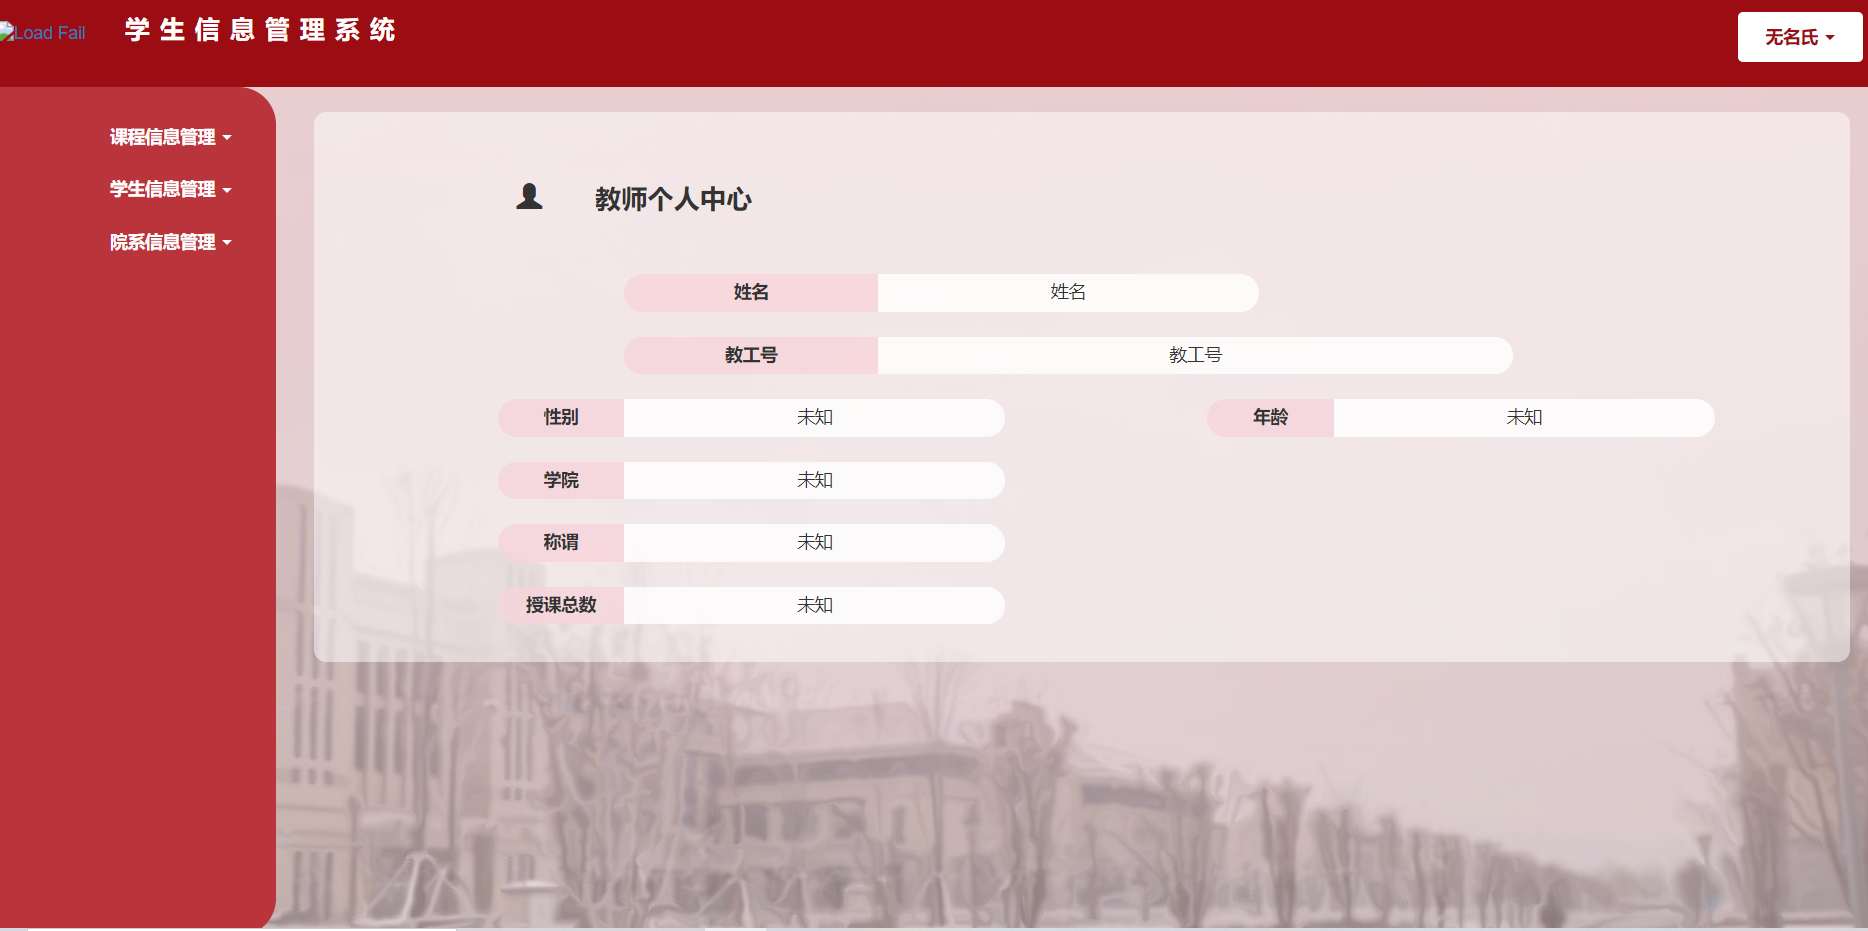 Load Fail
学生信息管理系统
无名氏
课程信息管理
学生信息管理
院系信息管理
教师个人中心
姓名 姓名
教工号 教工号
性别 未知 年龄 未知
学院 未知
称谓 未知
授课总数 未知